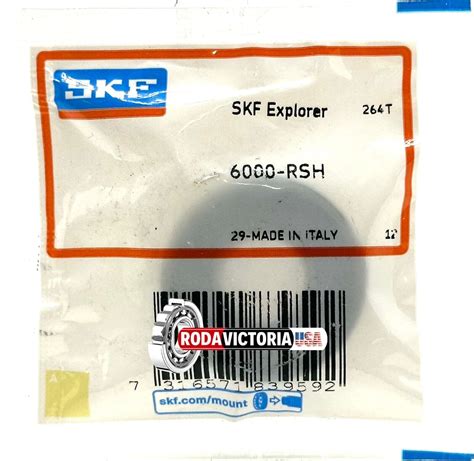 SKF
SKF Explorer
264T
6000-RSH
29-MADE IN ITALY
12
RODAVICTORIA USA
7 316571 839592
skf.com/mount